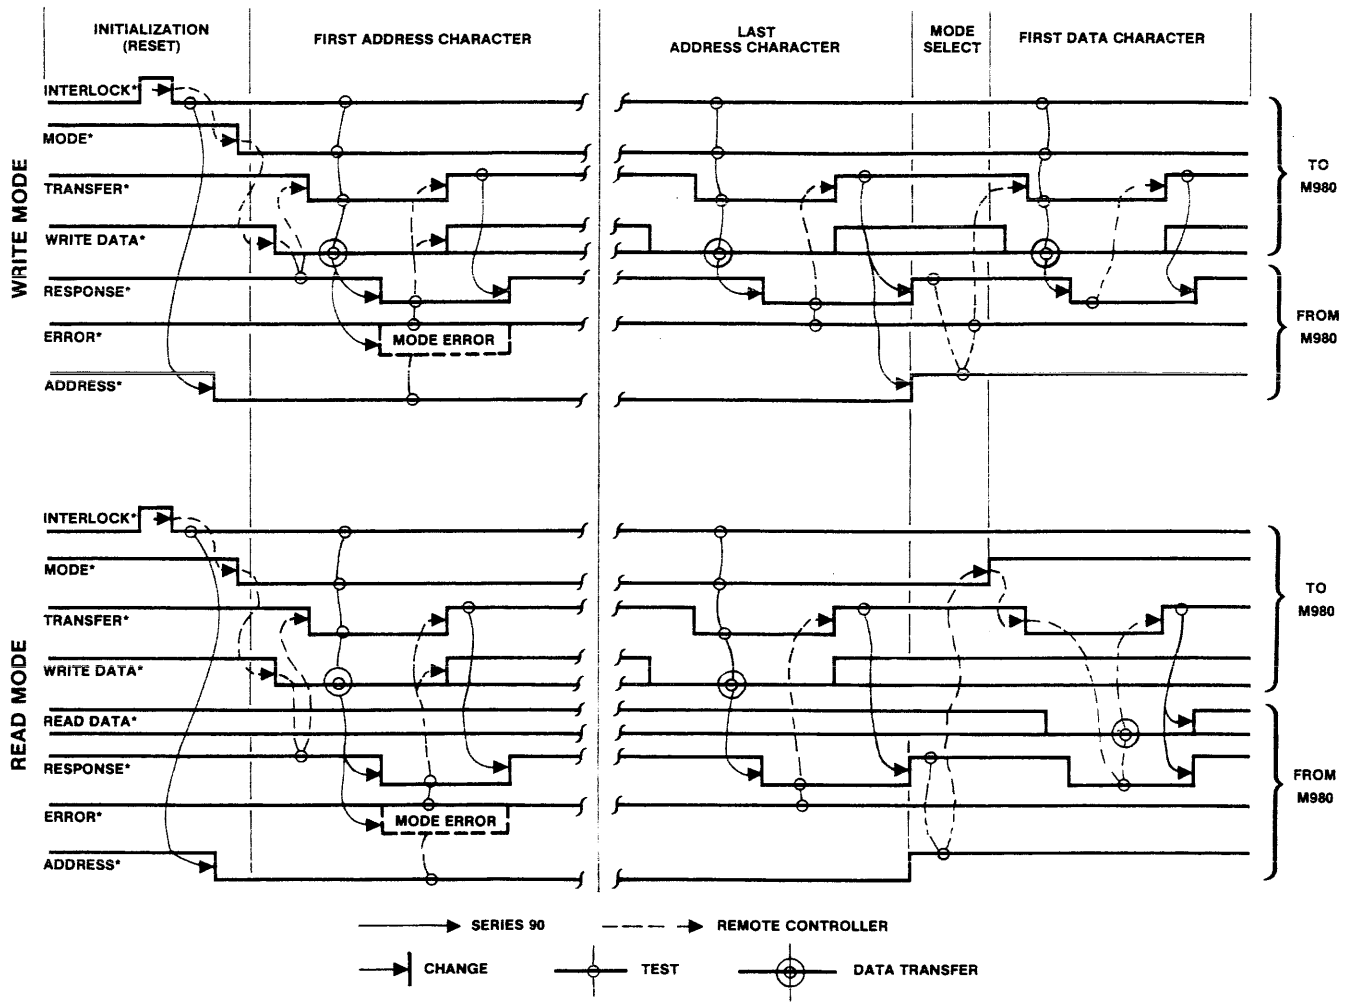 INITIALIZATION
(RESET)
FIRST ADDRESS CHARACTER
LAST
ADDRESS CHARACTER
MODE
SELECT
FIRST DATA CHARACTER
WRITE MODE
INTERLOCK*
MODE*
TRANSFER*
WRITE DATA*
RESPONSE*
ERROR*
MODE ERROR
ADDRESS*
TO
M980
FROM
M980
READ MODE
INTERLOCK*
MODE*
TRANSFER*
WRITE DATA*
READ DATA*
RESPONSE*
ERROR*
MODE ERROR
ADDRESS*
TO
M980
FROM
M980
SERIES 90
REMOTE CONTROLLER
CHANGE
TEST
DATA TRANSFER